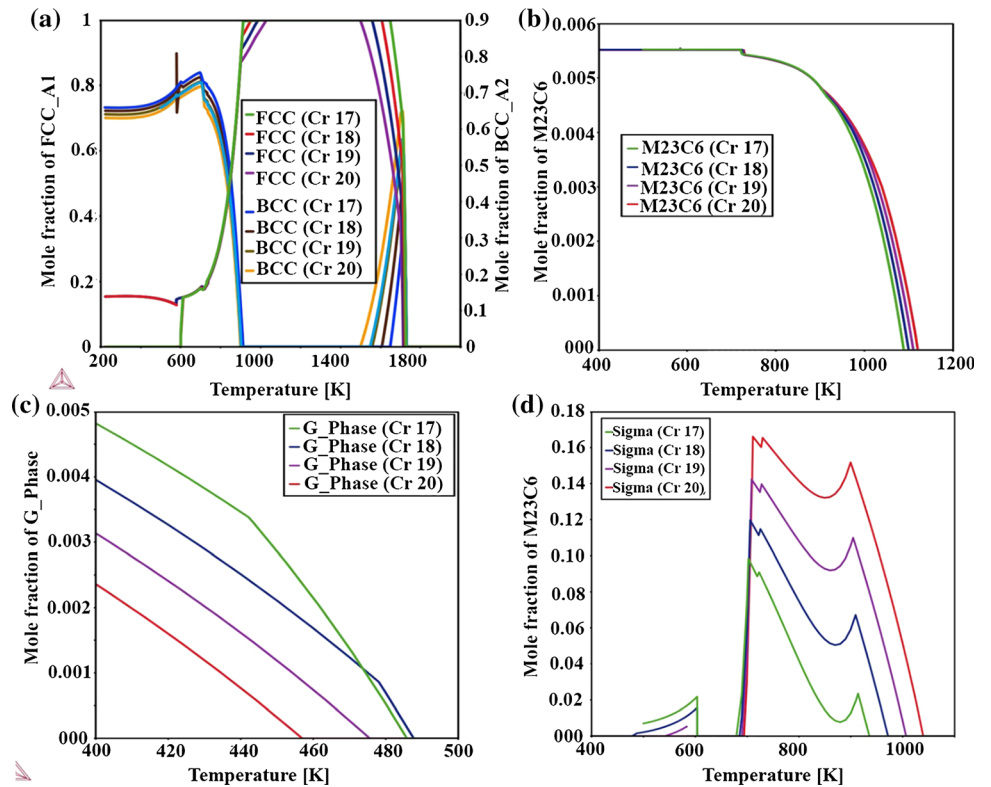 (a)
1
0.8
0.6
0.4
0.2
0
0.9
0.8
0.7
0.6
0.5
0.4
0.3
0.2
0.1
0
Mole fraction of FCC_A1
Mole fraction of BCC_A2
FCC (Cr 17)
FCC (Cr 18)
FCC (Cr 19)
FCC (Cr 20)
BCC (Cr 17)
BCC (Cr 18)
BCC (Cr 19)
BCC (Cr 20)
200 600 1000 1400 1800 2000
Temperature [K]
(b)
0.006
0.005
0.004
0.003
0.002
0.001
000
Mole fraction of M23C6
M23C6 (Cr 17)
M23C6 (Cr 18)
M23C6 (Cr 19)
M23C6 (Cr 20)
400 600 800 1000 1200
Temperature [K]
(c)
0.005
0.004
0.003
0.002
0.001
000
Mole fraction of G_Phase
G_Phase (Cr 17)
G_Phase (Cr 18)
G_Phase (Cr 19)
G_Phase (Cr 20)
400 420 440 460 480 500
Temperature [K]
(d)
0.18
0.16
0.14
0.12
0.10
0.08
0.06
0.04
0.02
000
Mole fraction of M23C6
Sigma (Cr 17)
Sigma (Cr 18)
Sigma (Cr 19)
Sigma (Cr 20)
400 600 800 1000
Temperature [K]